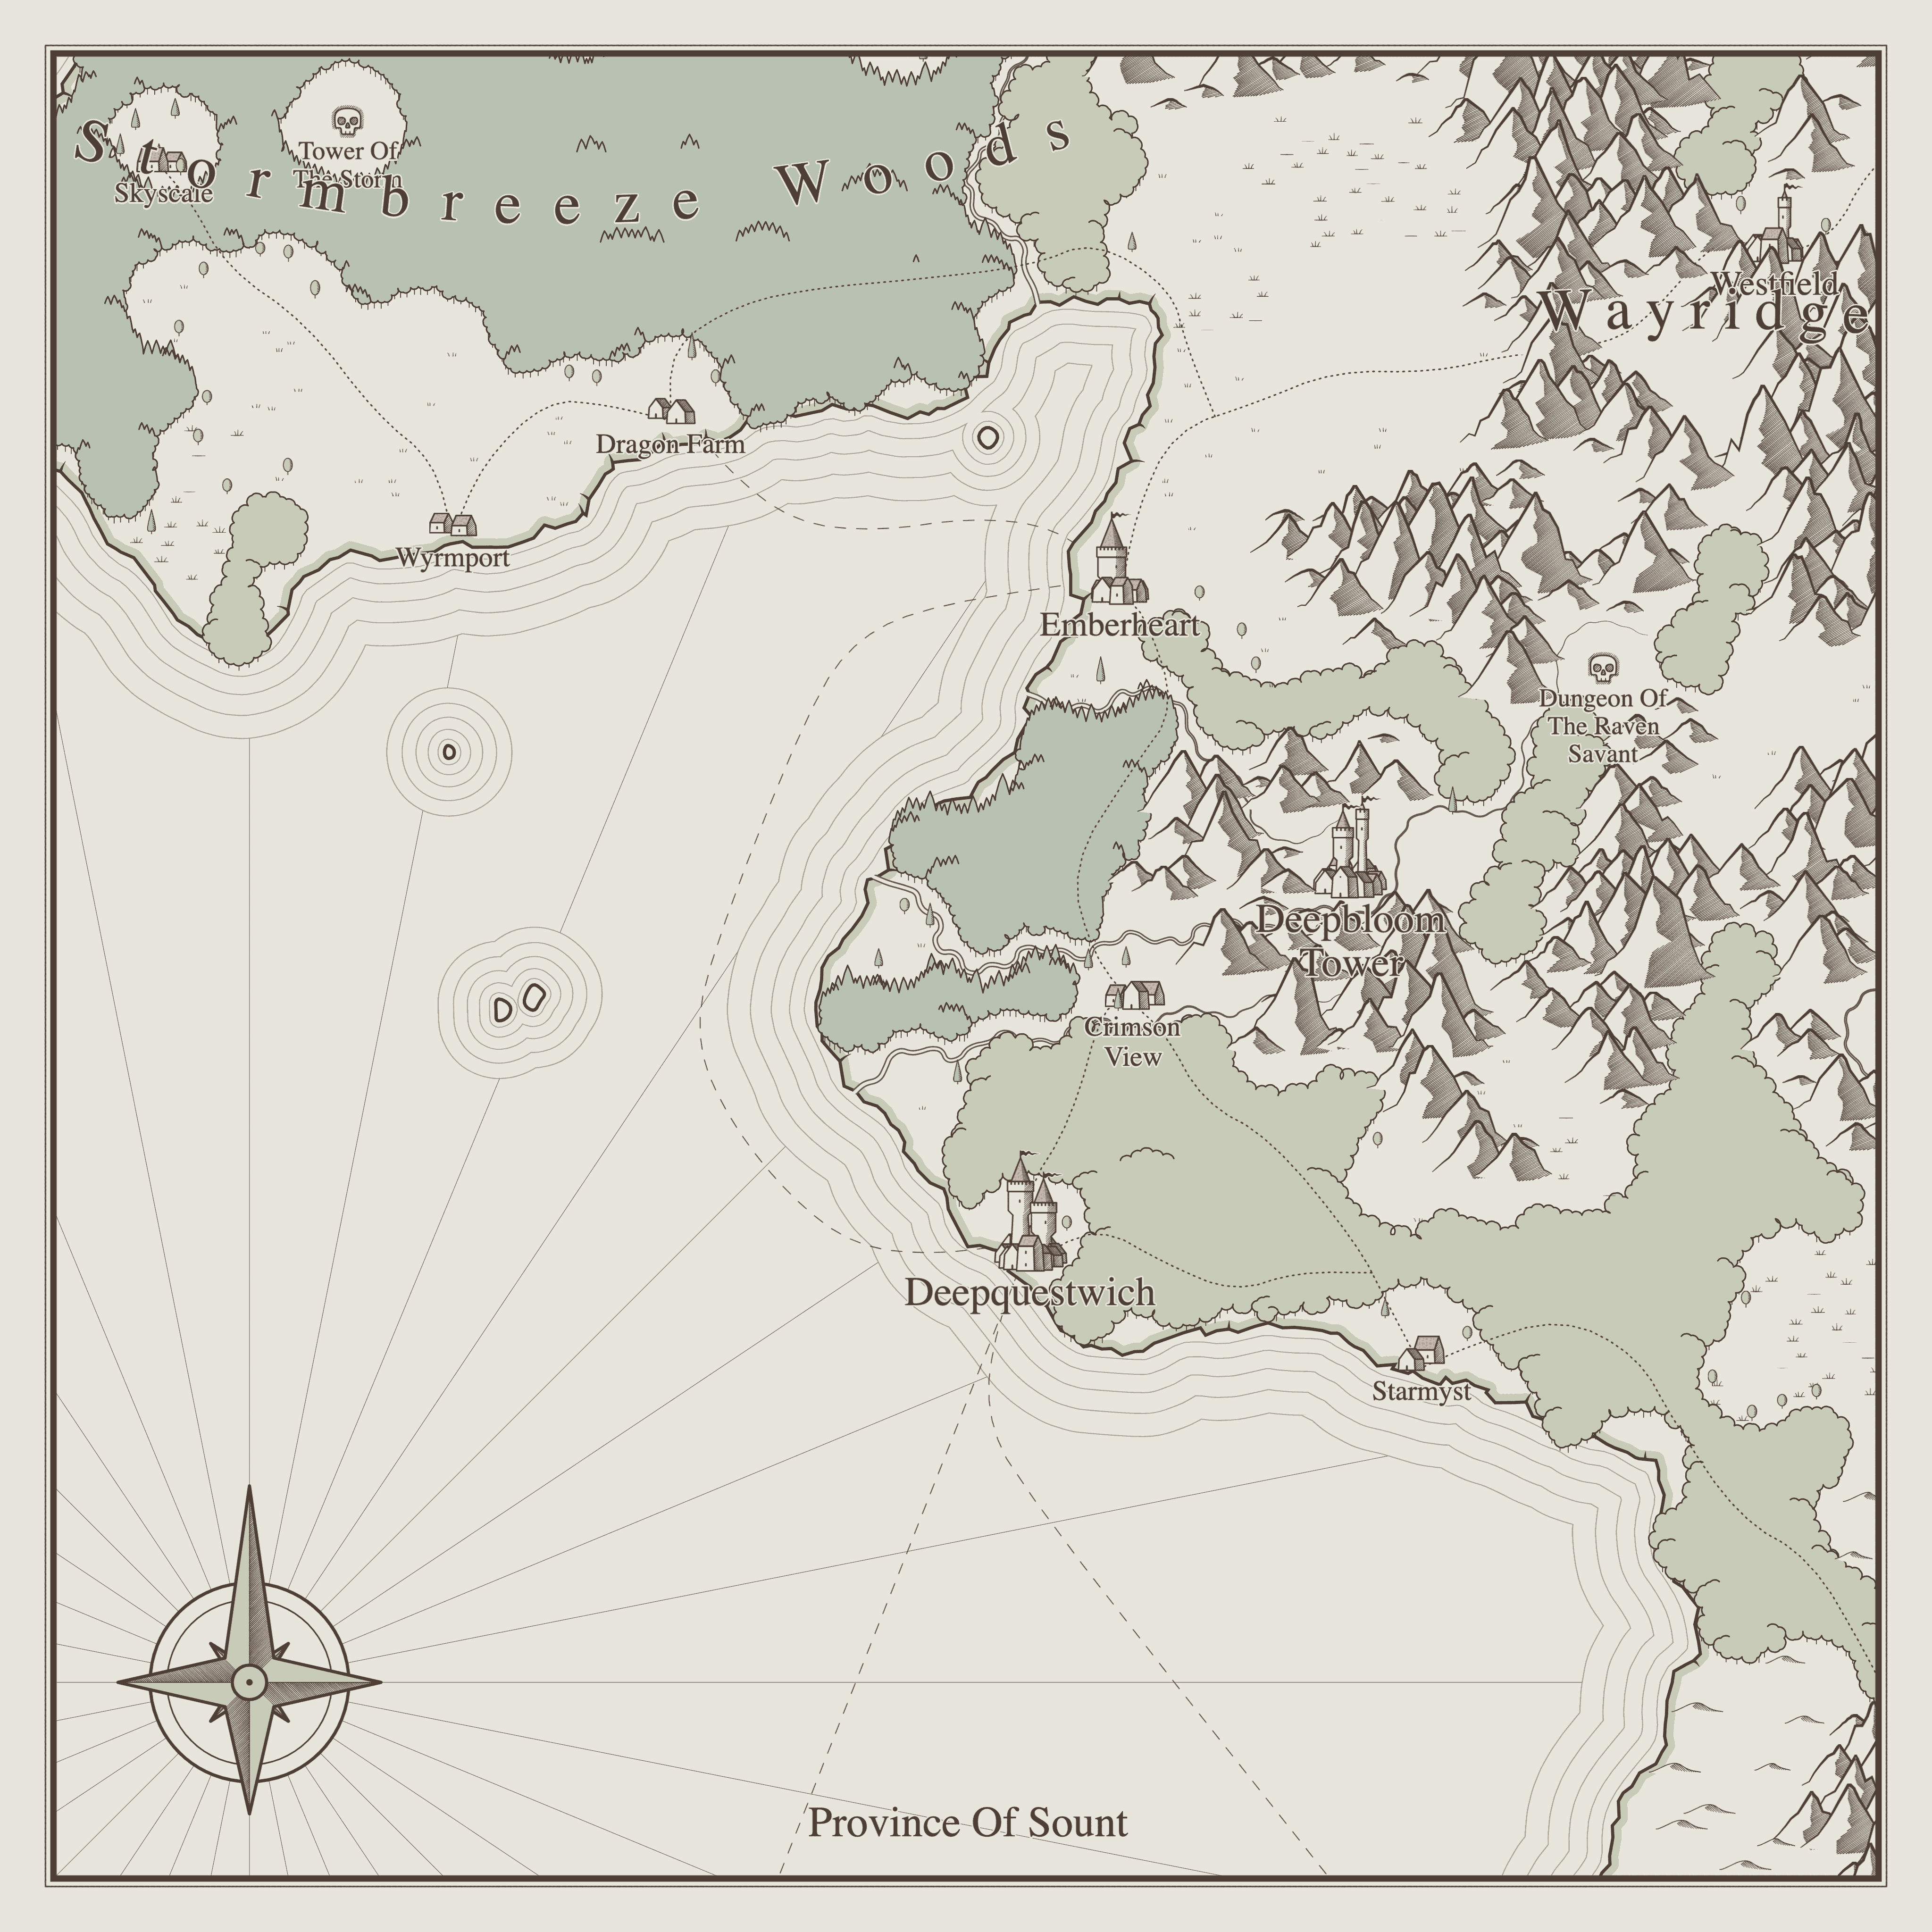 Stormbreeze Woods
Tower Of
The Storm
Skyscale
Westfield
Wayridge
Dragon Farm
Wyrmport
Emberheart
Dungeon Of
The Raven
Savant
Deepbloom
Tower
Crimson
View
Deepquestwich
Starmyst
Province Of Sount